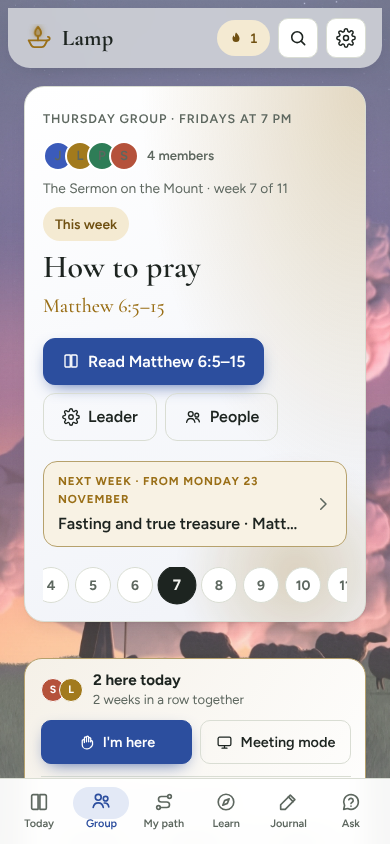 Lamp
1
THURSDAY GROUP · FRIDAYS AT 7 PM
L S
4 members
The Sermon on the Mount · week 7 of 11
This week
How to pray
Matthew 6:5–15
Read Matthew 6:5–15
Leader
People
NEXT WEEK · FROM MONDAY 23
NOVEMBER
Fasting and true treasure · Matt...
4 5 6 7 8 9 10 11
S L
2 here today
2 weeks in a row together
I'm here
Meeting mode
Today Group My path Learn Journal Ask